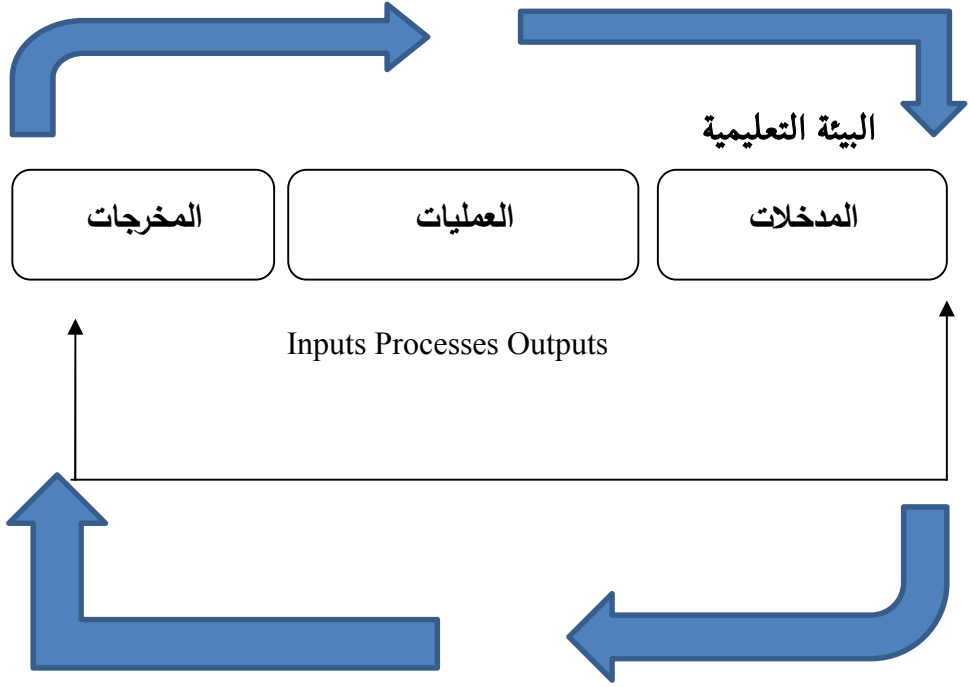 البيئة التعليمية
المدخلات
العمليات
المخرجات
Inputs Processes Outputs